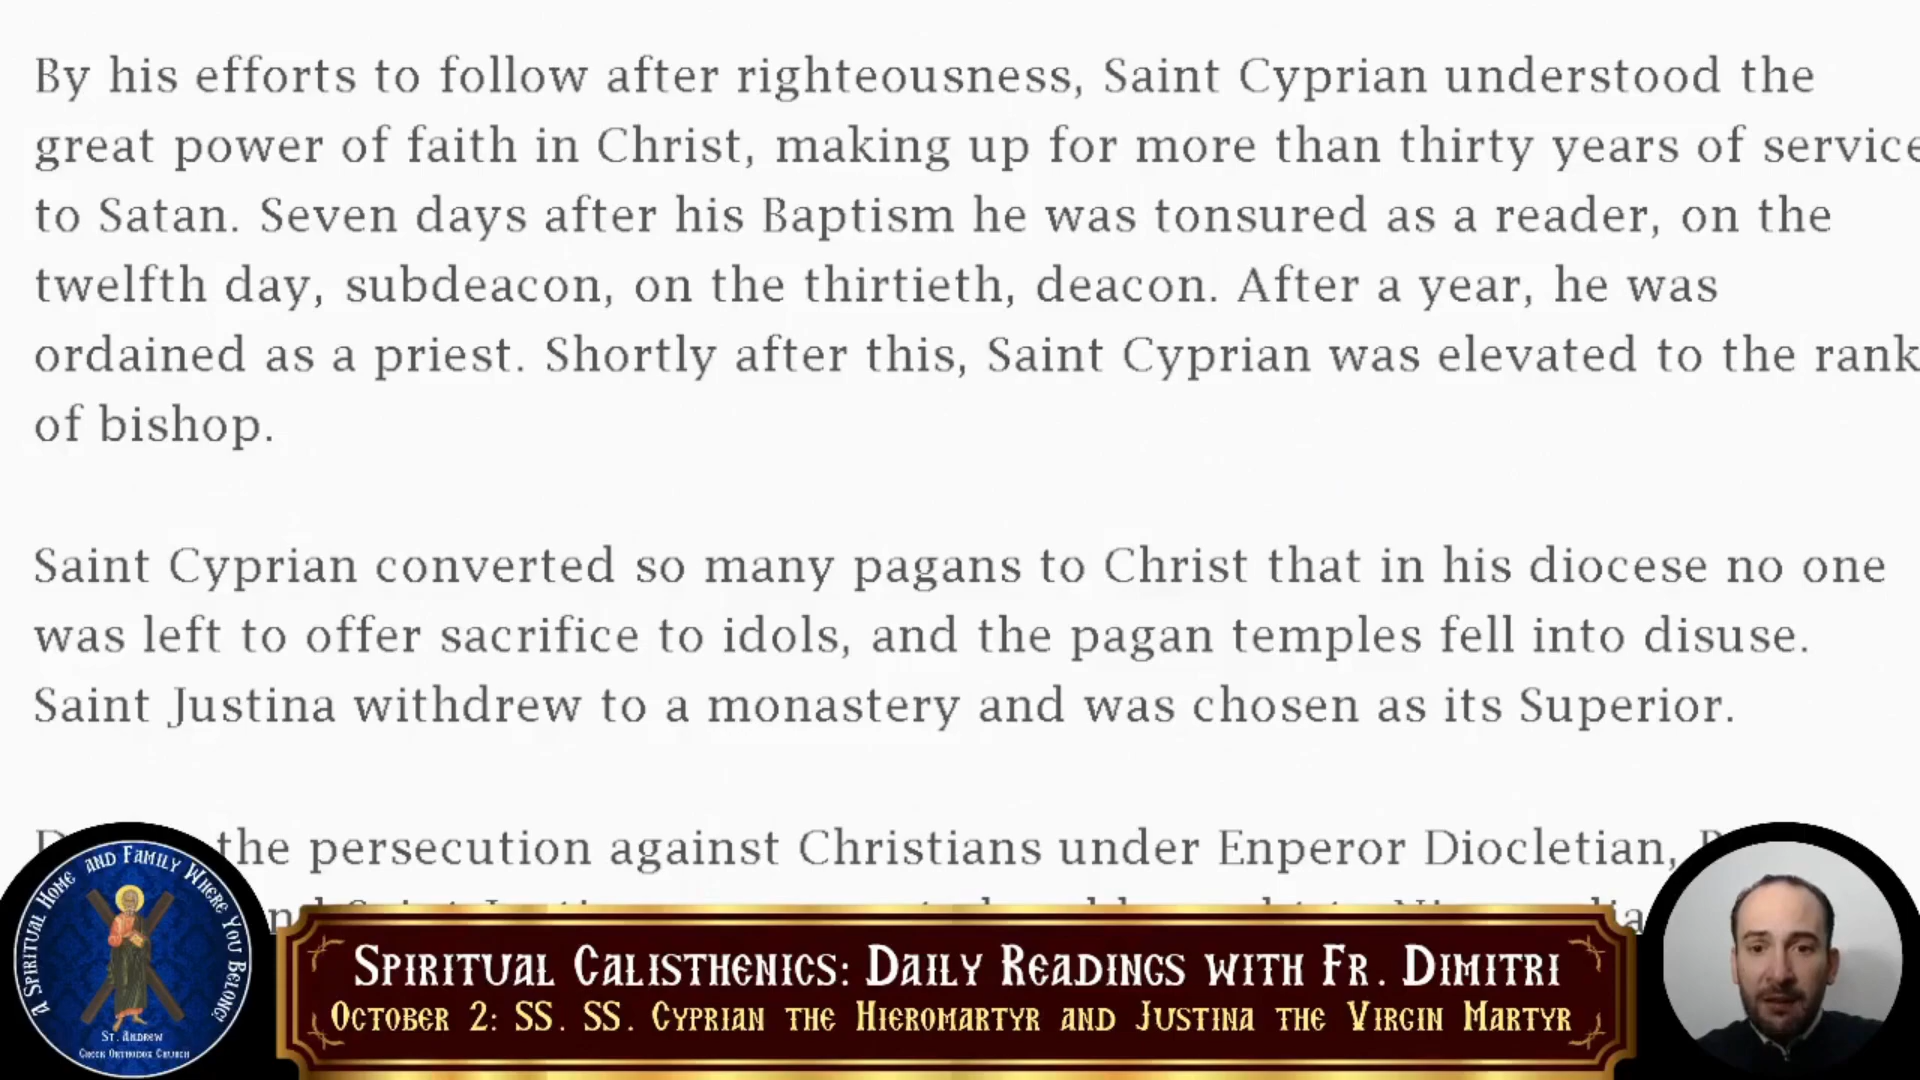 By his efforts to follow after righteousness, Saint Cyprian understood the
great power of faith in Christ, making up for more than thirty years of service
to Satan. Seven days after his Baptism he was tonsured as a reader, on the
twelfth day, subdeacon, on the thirtieth, deacon. After a year, he was
ordained as a priest. Shortly after this, Saint Cyprian was elevated to the rank
of bishop.
Saint Cyprian converted so many pagans to Christ that in his diocese no one
was left to offer sacrifice to idols, and the pagan temples fell into disuse.
Saint Justina withdrew to a monastery and was chosen as its Superior.
the persecution against Christians under Enperor Diocletian,
A Spiritual Home and Family Where You Belong!
St. Andrew
Greek Orthodox Church
Spiritual Calisthenics: Daily Readings with Fr. Dimitri
October 2: SS. SS. Cyprian the Hieromartyr and Justina the Virgin Martyr